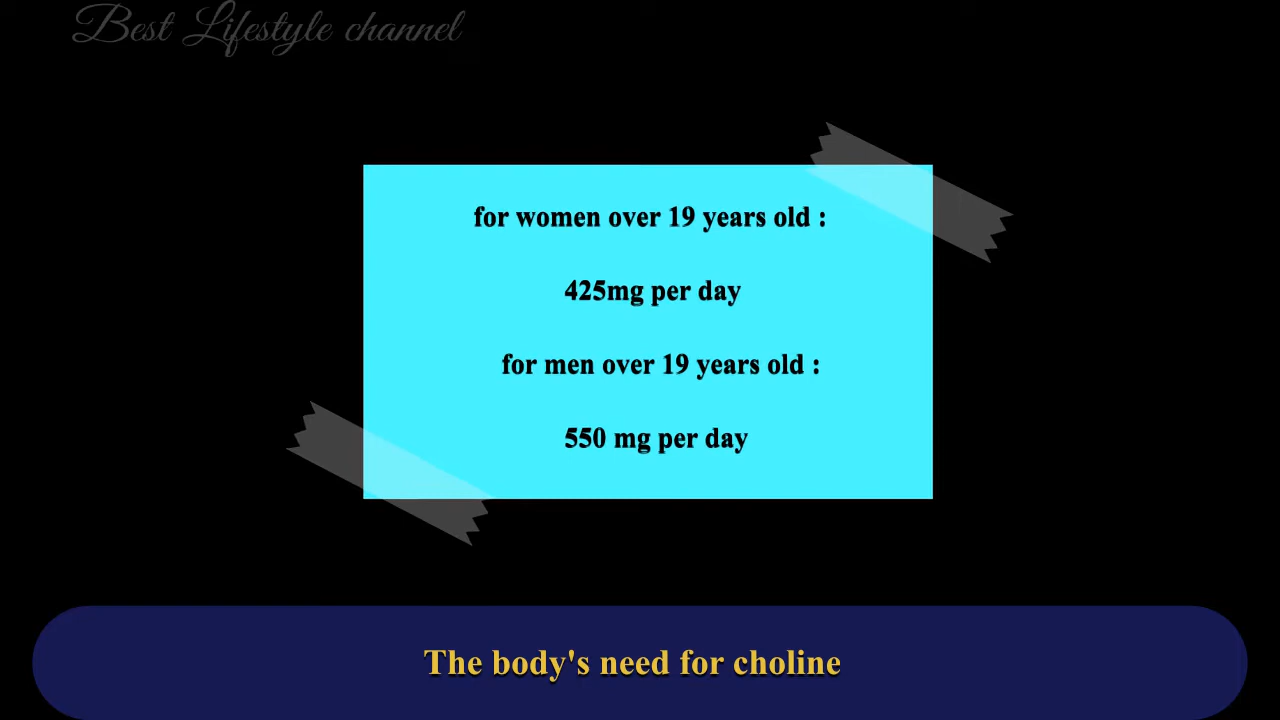 Best Lifestyle channel
for women over 19 years old :
425mg per day
for men over 19 years old :
550 mg per day
The body's need for choline